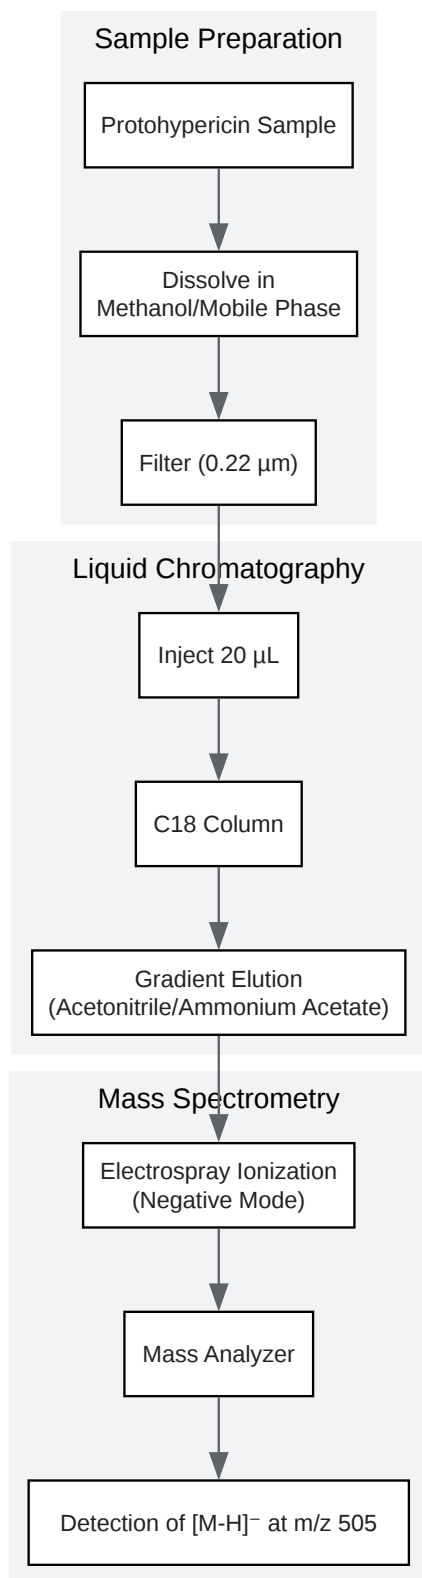 Sample Preparation
Protohypericin Sample
Dissolve in
Methanol/Mobile Phase
Filter (0.22 µm)
Liquid Chromatography
Inject 20 µL
C18 Column
Gradient Elution
(Acetonitrile/Ammonium Acetate)
Mass Spectrometry
Electrospray Ionization
(Negative Mode)
Mass Analyzer
Detection of [M-H]⁻ at m/z 505